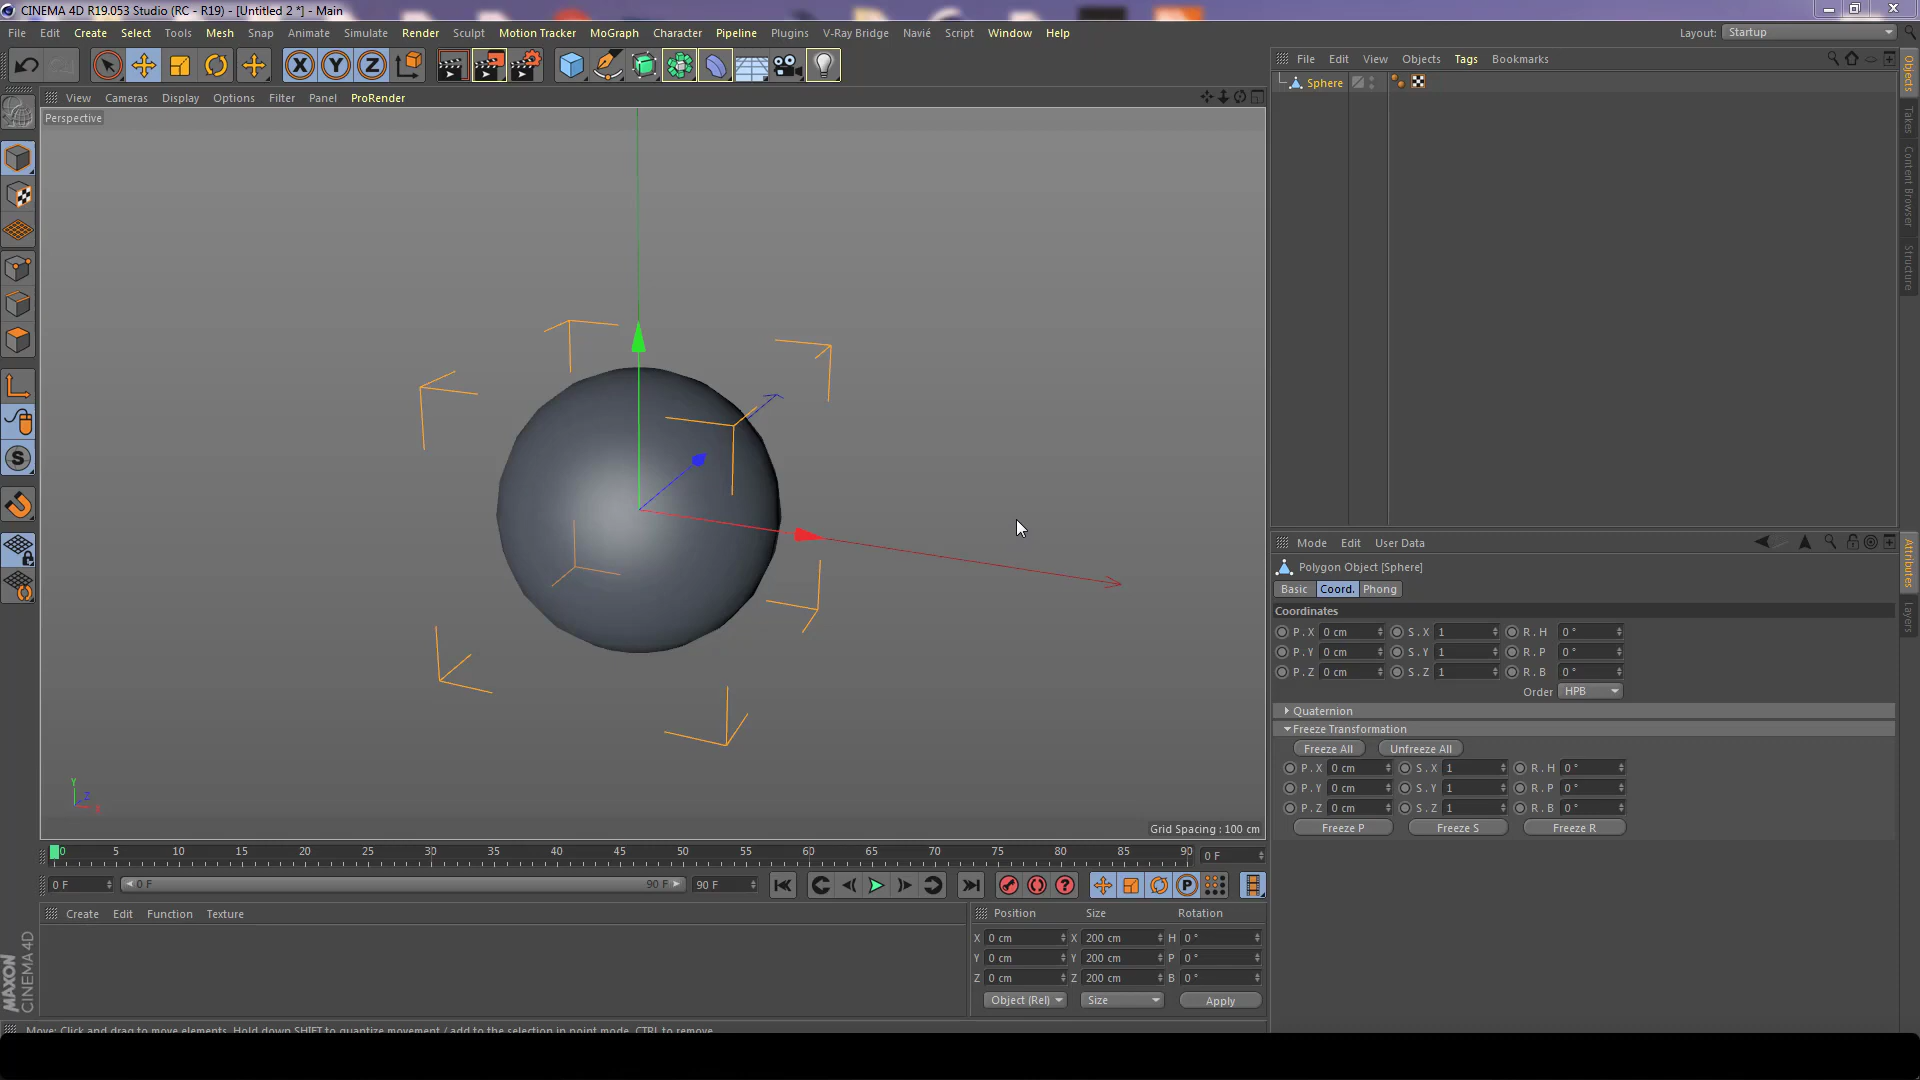 CINEMA 4D R19.053 Studio (RC - R19) - [Untitled 2 *] - Main
File Edit Create Select Tools Mesh Snap Animate Simulate Render Sculpt Motion Tracker MoGraph Character Pipeline Plugins V-Ray Bridge Navié Script Window Help Layout: Startup
X Y Z
File Edit View Objects Tags Bookmarks
Sphere
View Cameras Display Options Filter Panel ProRender
Perspective
Y
Z
X
Grid Spacing : 100 cm
Objects
Takes
Content Browser
Structure
Mode Edit User Data
Polygon Object [Sphere]
Basic Coord. Phong
Coordinates
P . X 0 cm S . X 1 R . H 0 °
P . Y 0 cm S . Y 1 R . P 0 °
P . Z 0 cm S . Z 1 R . B 0 °
Order HPB
Quaternion
Freeze Transformation
Freeze All Unfreeze All
P . X 0 cm S . X 1 R . H 0 °
P . Y 0 cm S . Y 1 R . P 0 °
P . Z 0 cm S . Z 1 R . B 0 °
Freeze P Freeze S Freeze R
Attributes
Layers
0 5 10 15 20 25 30 35 40 45 50 55 60 65 70 75 80 85 90 0 F
0 F 0 F 90 F 90 F
P
Create Edit Function Texture
Position Size Rotation
X 0 cm X 200 cm H 0 °
Y 0 cm Y 200 cm P 0 °
Z 0 cm Z 200 cm B 0 °
Object (Rel) Size Apply
MAXON
CINEMA 4D
Move: Click and drag to move elements. Hold down SHIFT to quantize movement / add to the selection in point mode, CTRL to remove.